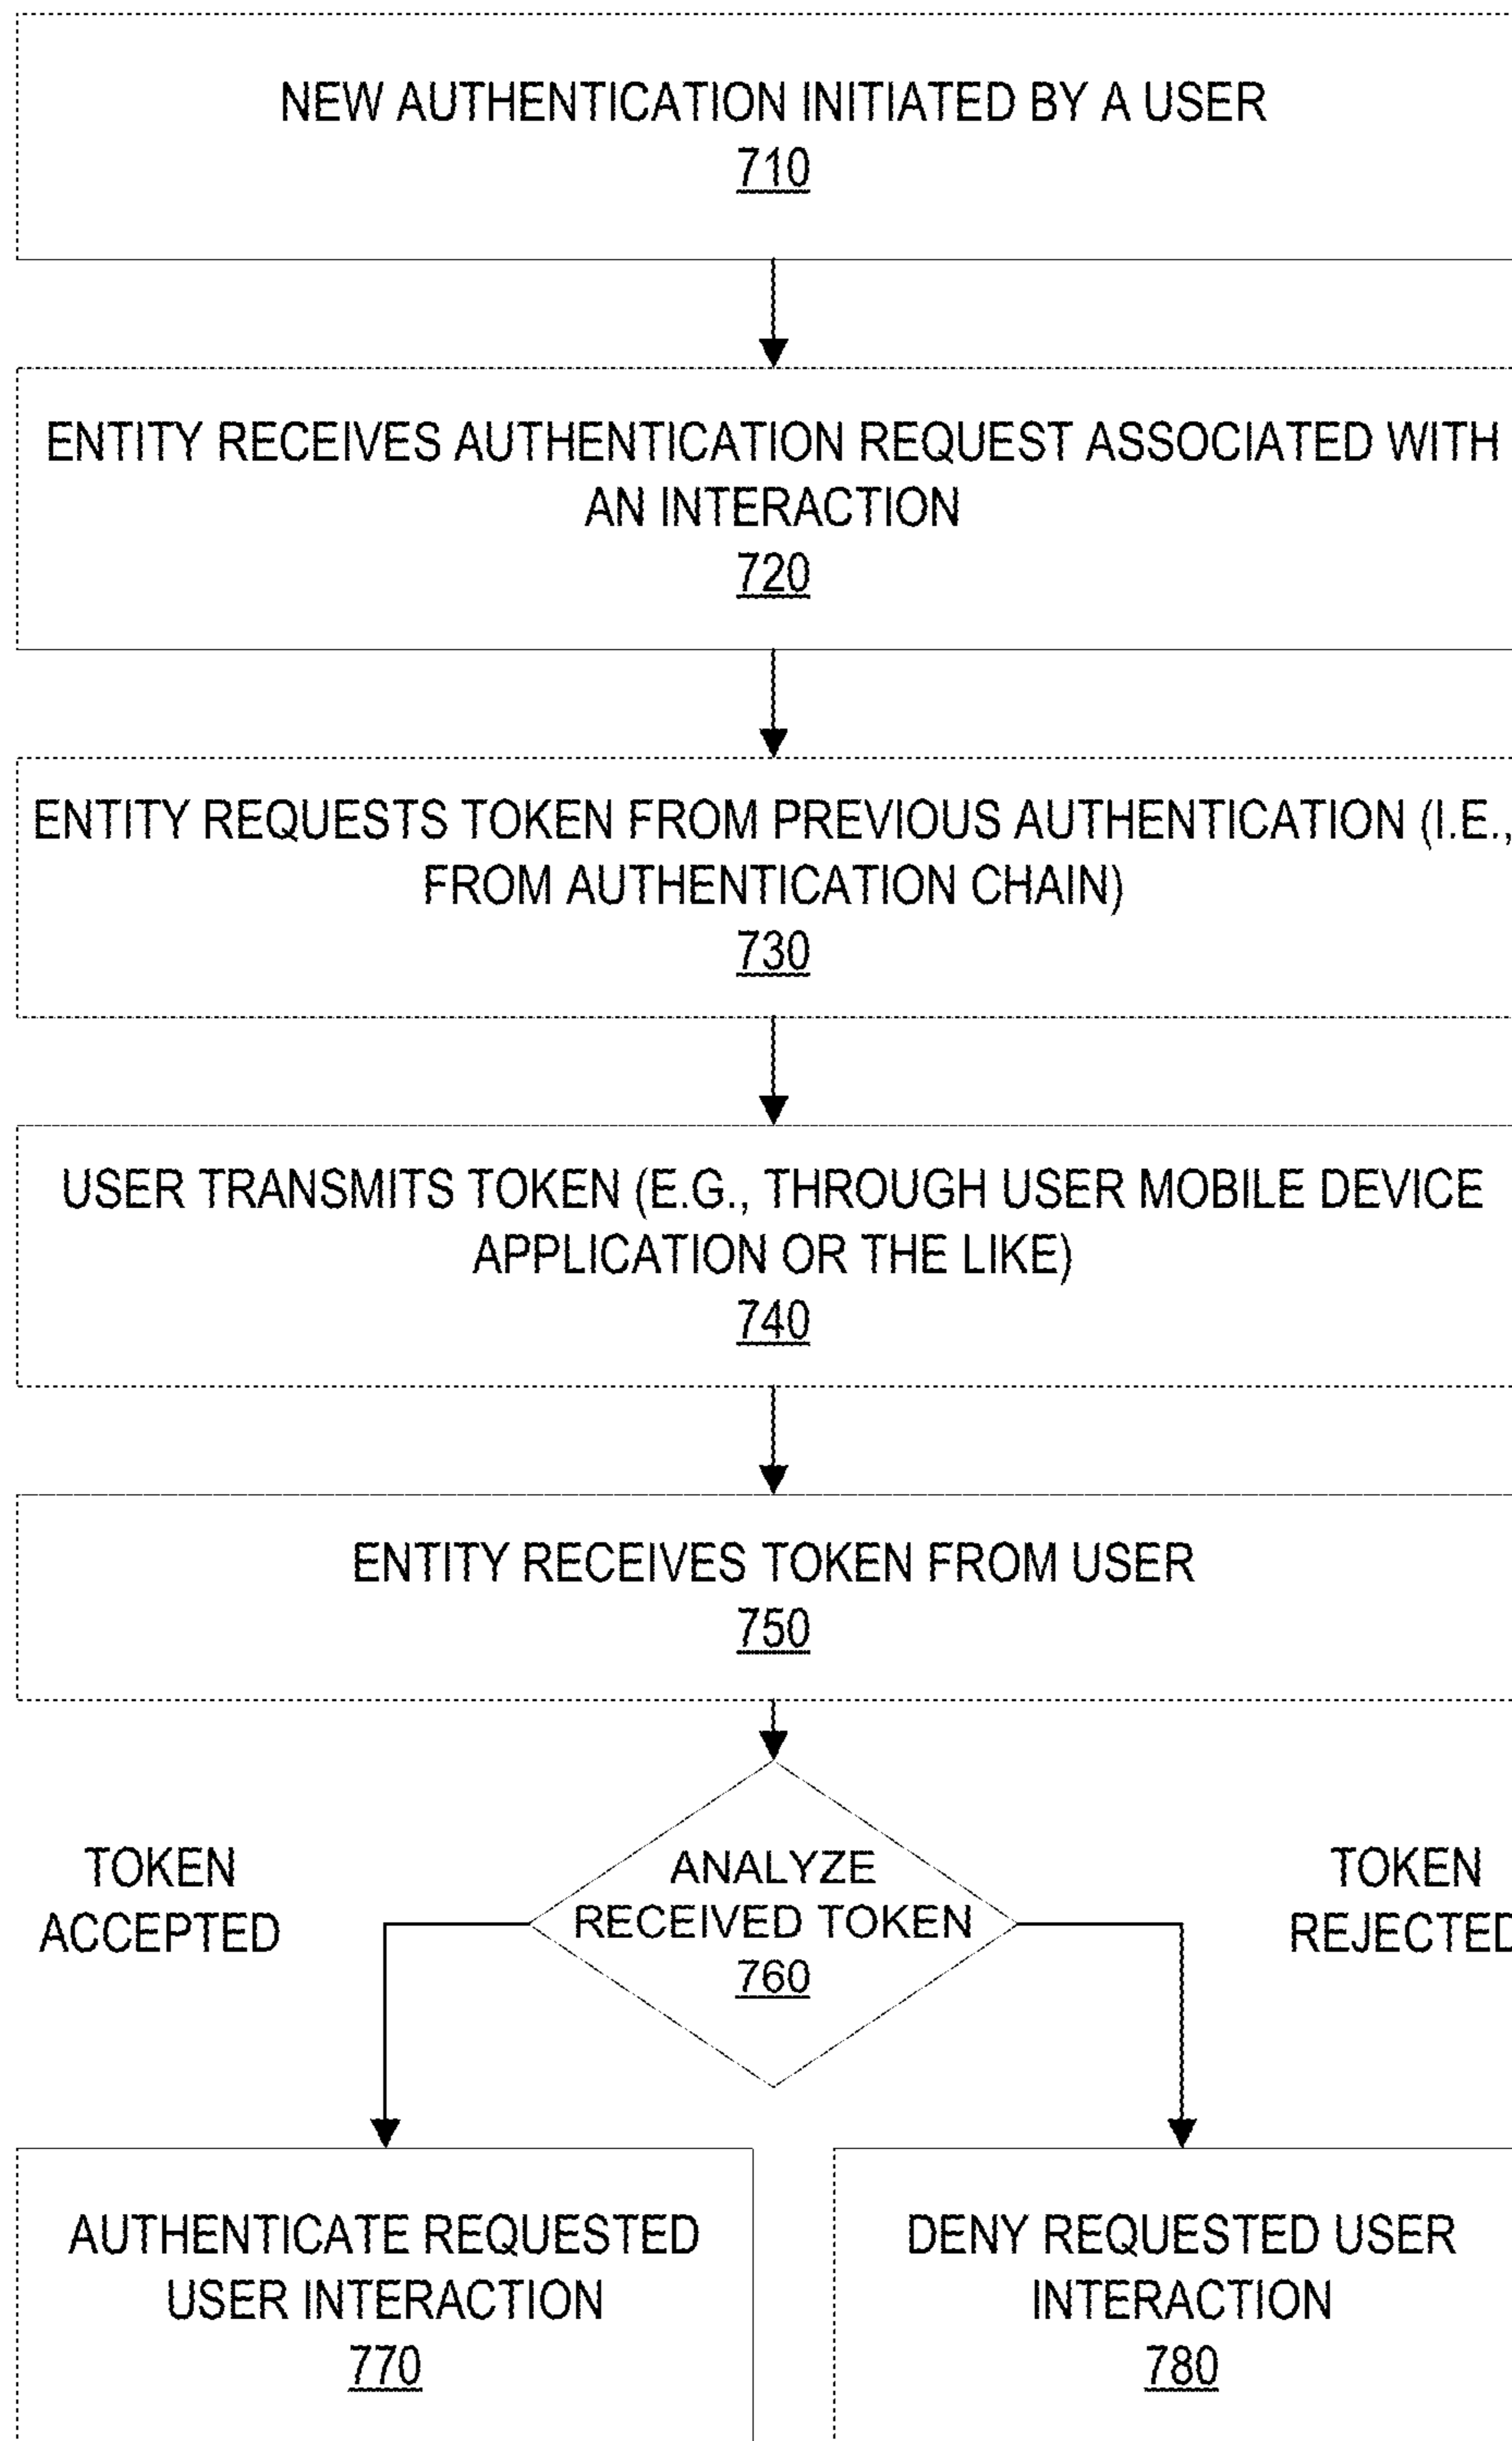 NEW AUTHENTICATION INITIATED BY A USER
710
ENTITY RECEIVES AUTHENTICATION REQUEST ASSOCIATED WITH
AN INTERACTION
720
ENTITY REQUESTS TOKEN FROM PREVIOUS AUTHENTICATION (I.E.,
FROM AUTHENTICATION CHAIN)
730
USER TRANSMITS TOKEN (E.G., THROUGH USER MOBILE DEVICE
APPLICATION OR THE LIKE)
740
ENTITY RECEIVES TOKEN FROM USER
750
TOKEN
ACCEPTED
ANALYZE
RECEIVED TOKEN
760
TOKEN
REJECTED
AUTHENTICATE REQUESTED
USER INTERACTION
770
DENY REQUESTED USER
INTERACTION
780